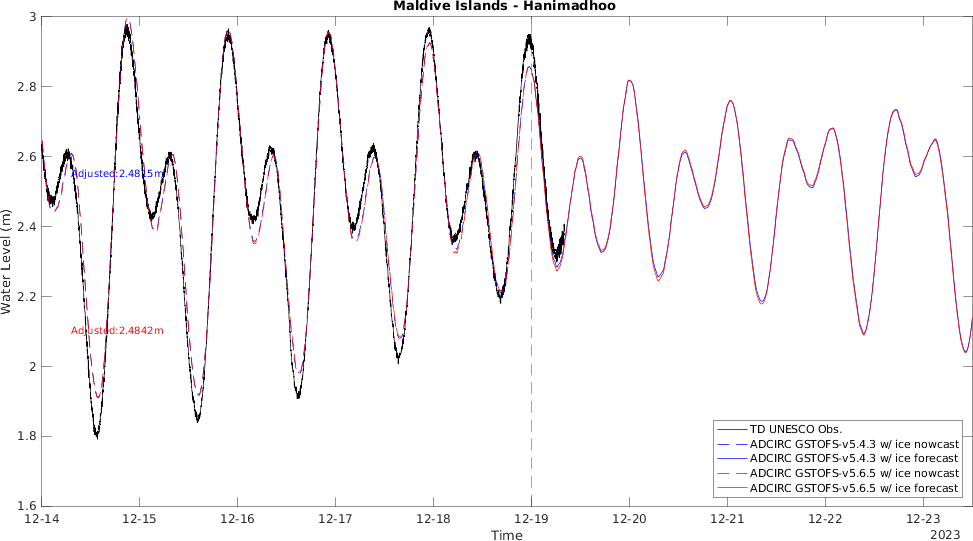 Maldive Islands - Hanimadhoo
3
2.8
2.6
2.4
2.2
2
1.8
1.6
Water Level (m)
Adjusted:2.4815m
Adjusted:2.4842m
TD UNESCO Obs.
ADCIRC GSTOFS-v5.4.3 w/ ice nowcast
ADCIRC GSTOFS-v5.4.3 w/ ice forecast
ADCIRC GSTOFS-v5.6.5 w/ ice nowcast
ADCIRC GSTOFS-v5.6.5 w/ ice forecast
12-14 12-15 12-16 12-17 12-18 12-19 12-20 12-21 12-22 12-23
Time
2023